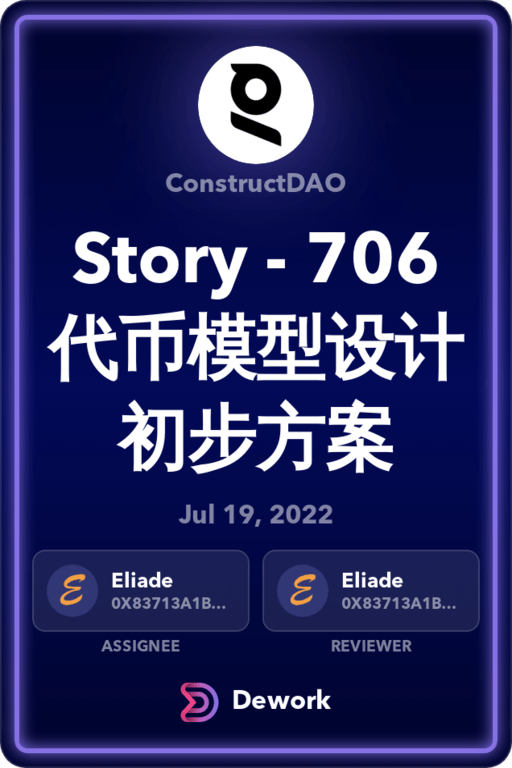 ConstructDAO
Story - 706
代币模型设计
初步方案
Jul 19, 2022
Eliade
0X83713A1B...
ASSIGNEE
Eliade
0X83713A1B...
REVIEWER
Dework